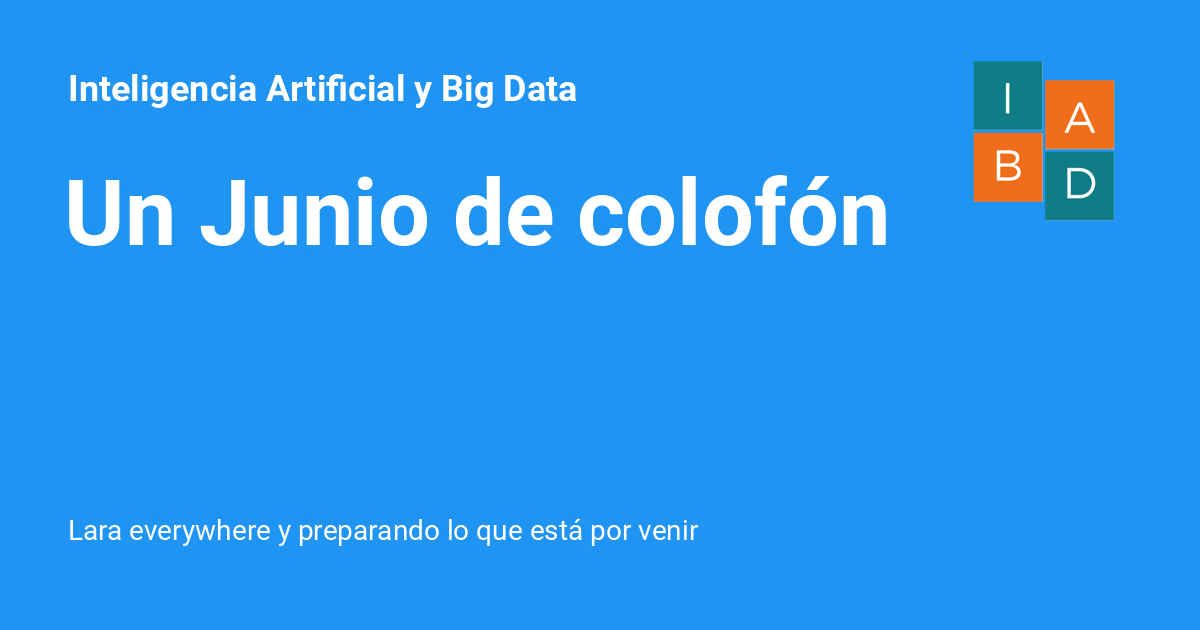 Inteligencia Artificial y Big Data
I A
B D
Un Junio de colofón
Lara everywhere y preparando lo que está por venir